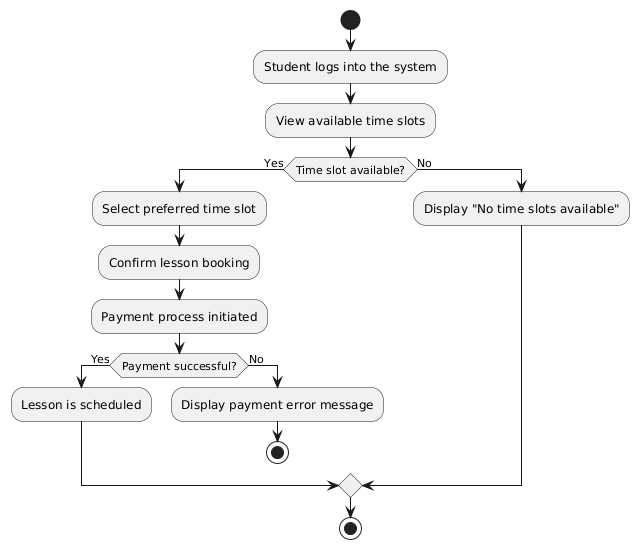 Student logs into the system
View available time slots
Yes
Time slot available?
No
Select preferred time slot
Display "No time slots available"
Confirm lesson booking
Payment process initiated
Yes
Payment successful?
No
Lesson is scheduled
Display payment error message